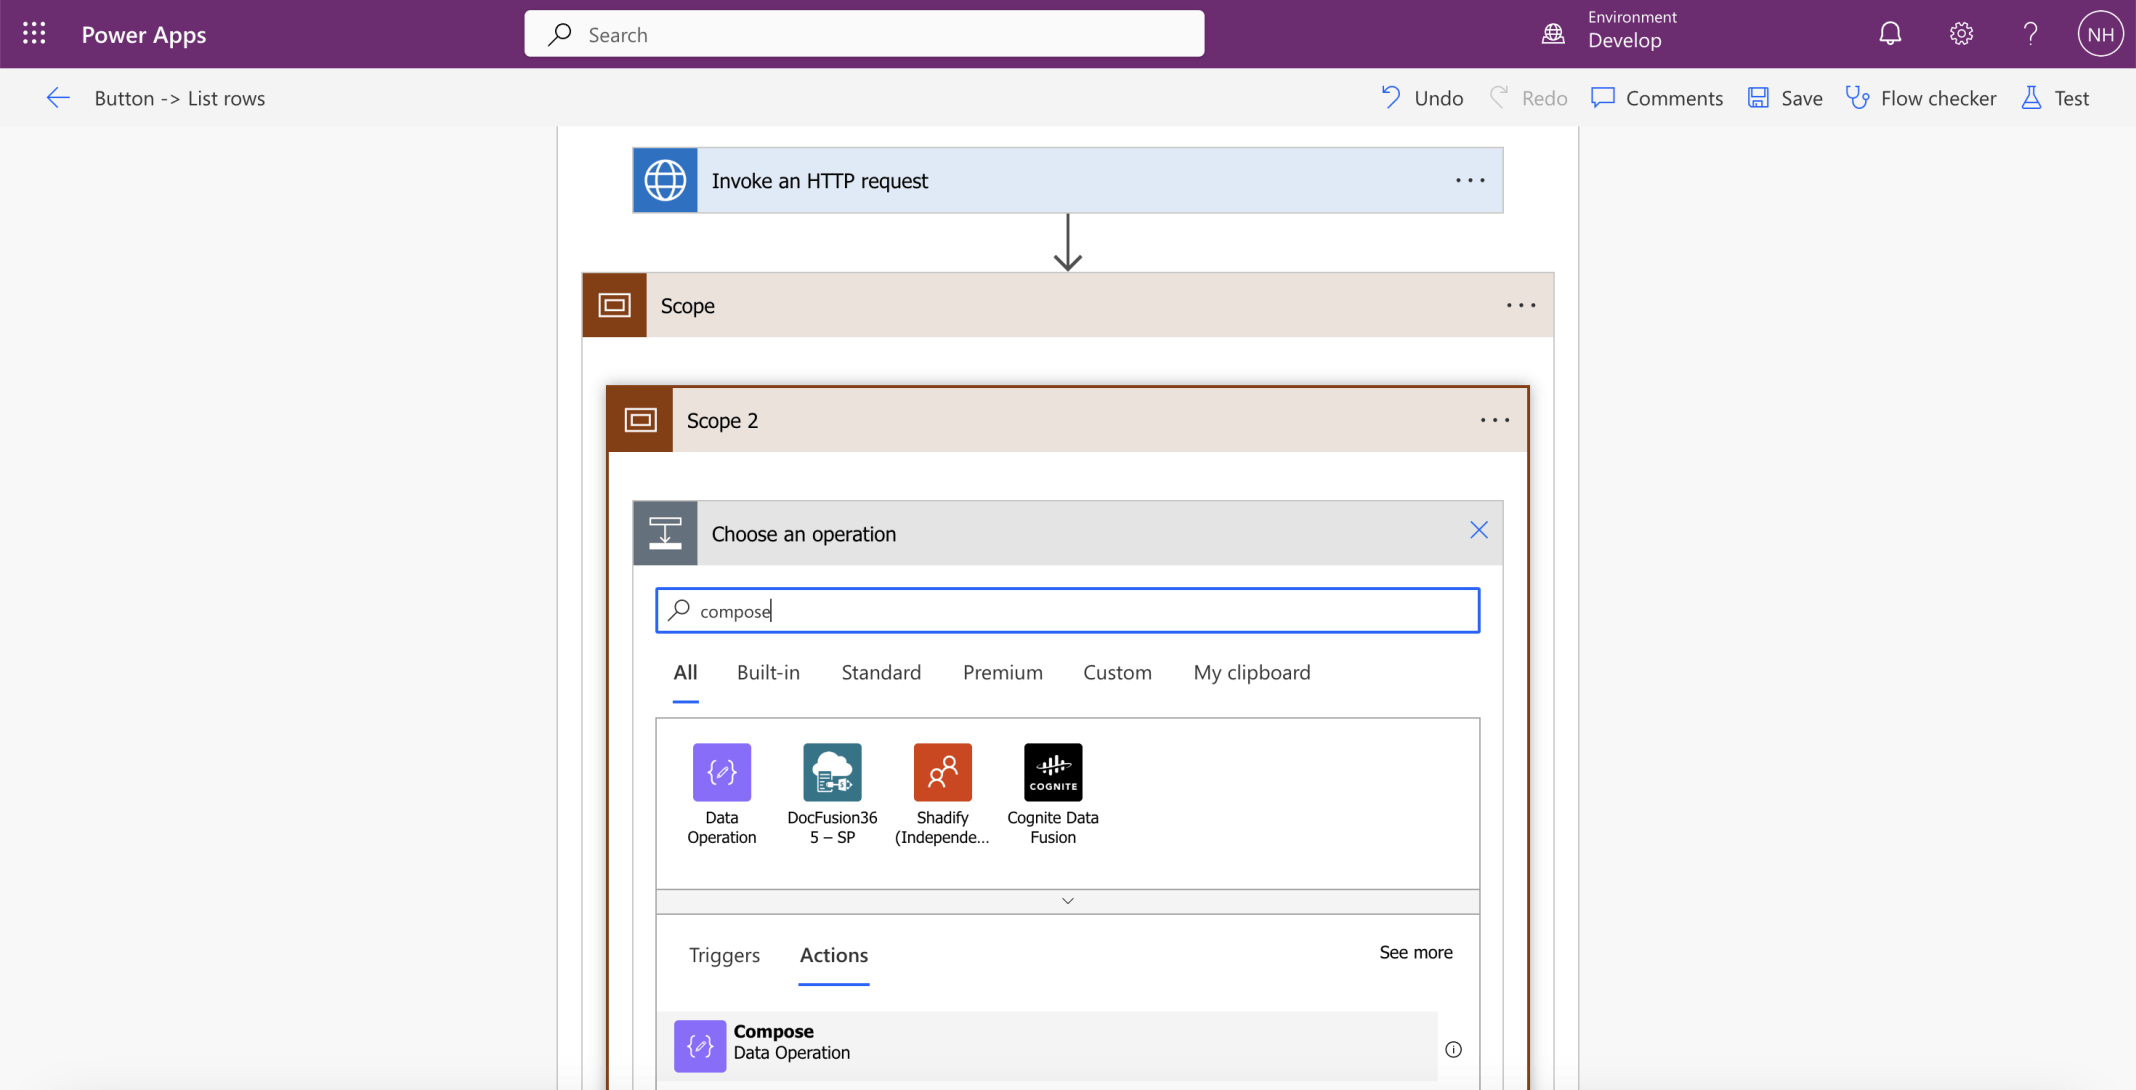 Power Apps
Search
Environment
Develop
?
NH
Button -> List rows
Undo
Redo
Comments
Save
Flow checker
Test
Invoke an HTTP request
Scope
Scope 2
Choose an operation
compose
All Built-in Standard Premium Custom My clipboard
COGNITE
Data
Operation
DocFusion36
5 – SP
Shadify
(Independe...
Cognite Data
Fusion
Triggers Actions
See more
Compose
Data Operation